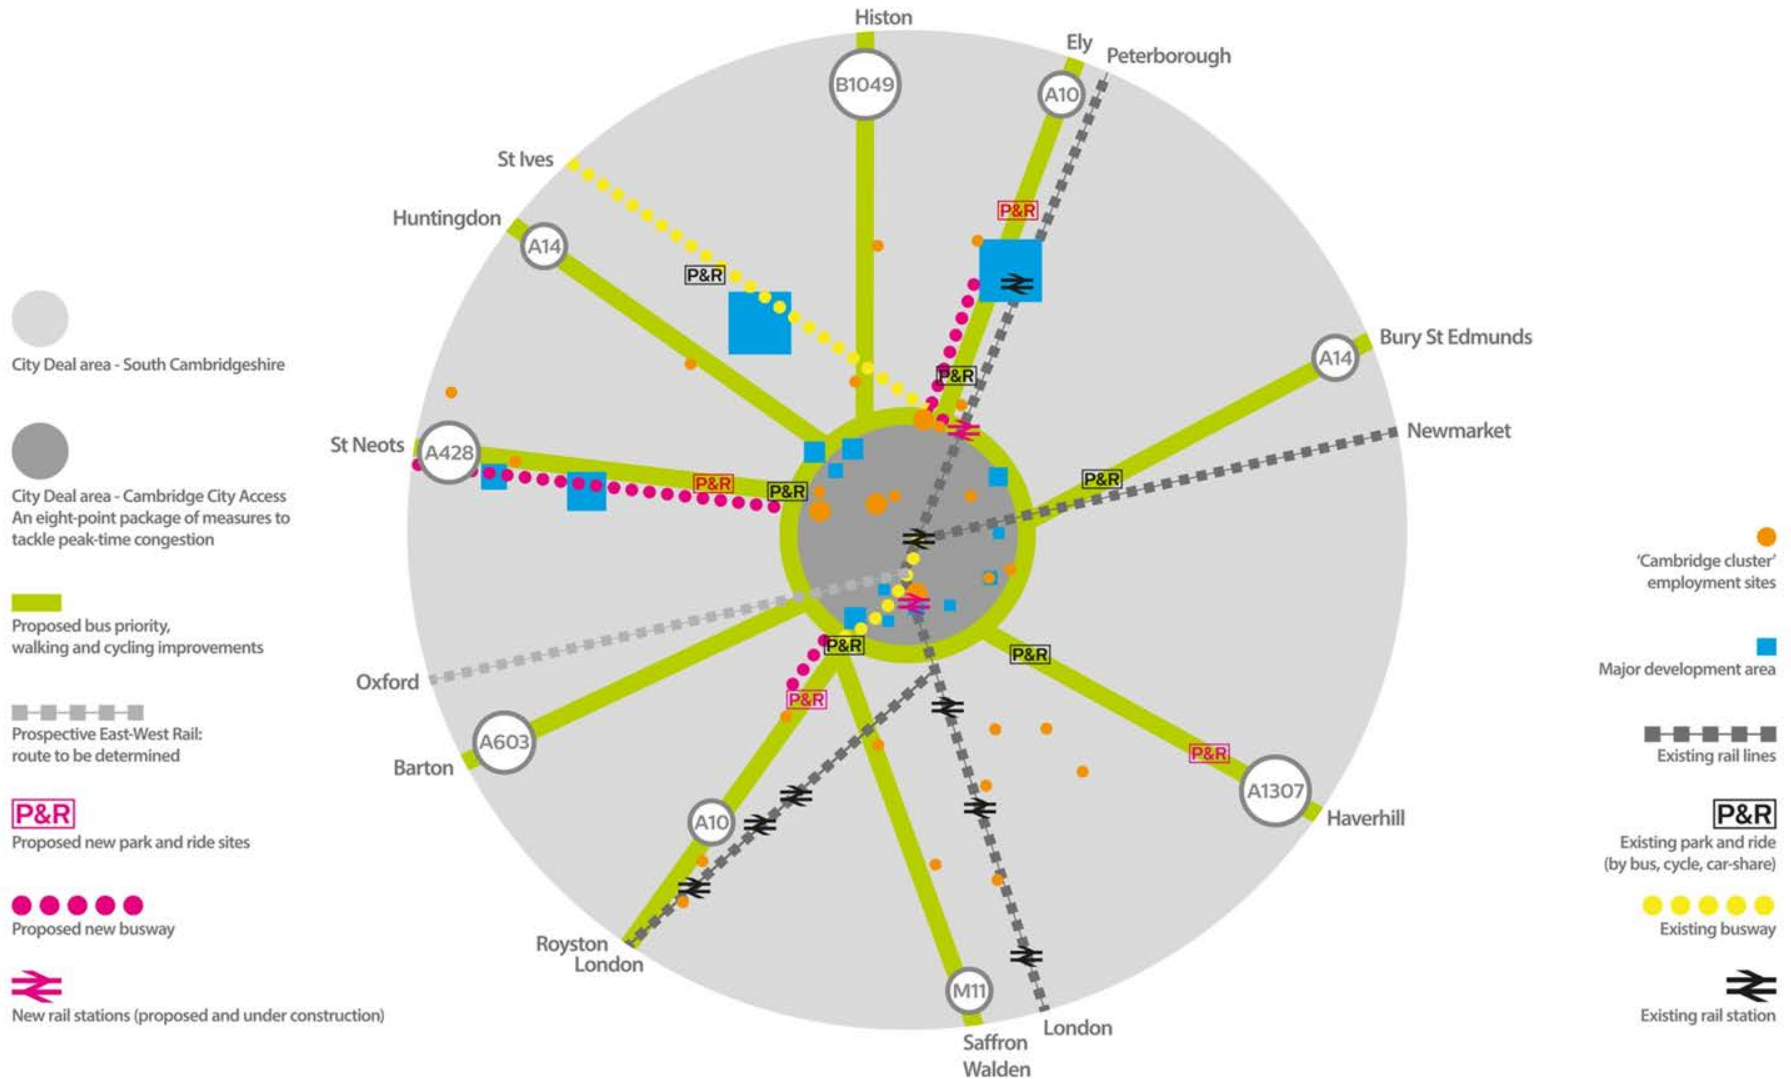 Histon
Ely
Peterborough
B1049
A10
St Ives
Huntingdon
P&R
A14
P&R
Bury St Edmunds
A14
P&R
Newmarket
St Neots
A428
P&R
P&R
P&R
Oxford
P&R
P&R
P&R
A603
Barton
P&R
A10
A1307
Haverhill
Royston
London
M11
London
Saffron
Walden
City Deal area - South Cambridgeshire
City Deal area - Cambridge City Access
An eight-point package of measures to
tackle peak-time congestion
Proposed bus priority,
walking and cycling improvements
Prospective East-West Rail:
route to be determined
P&R
Proposed new park and ride sites
Proposed new busway
New rail stations (proposed and under construction)
'Cambridge cluster'
employment sites
Major development area
Existing rail lines
P&R
Existing park and ride
(by bus, cycle, car-share)
Existing busway
Existing rail station